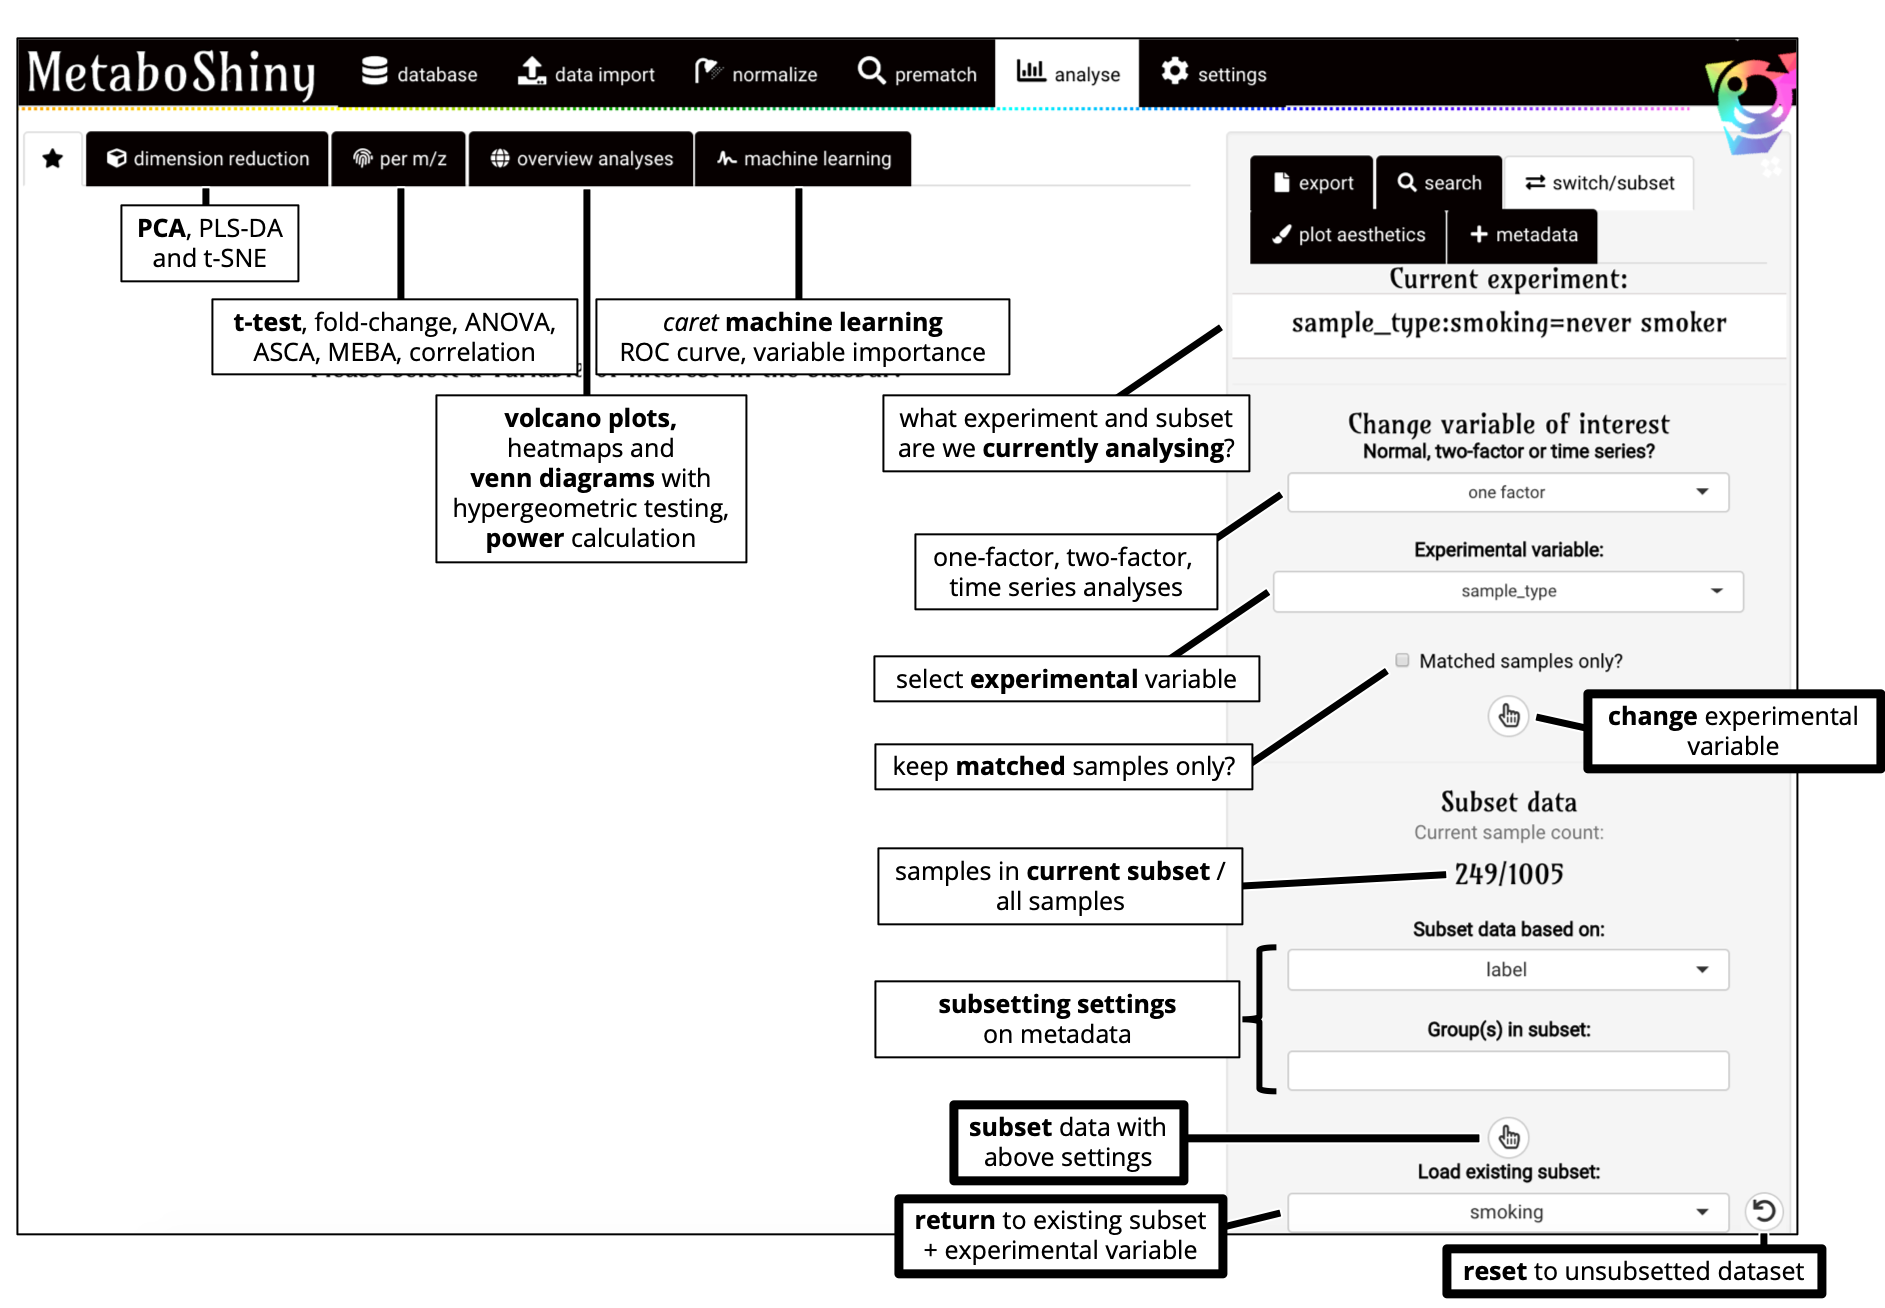 MetaboShiny
database
data import
normalize
prematch
analyse
settings
dimension reduction
per m/z
overview analyses
machine learning
PCA, PLS-DA
and t-SNE
t-test, fold-change, ANOVA,
ASCA, MEBA, correlation
caret machine learning
ROC curve, variable importance
volcano plots,
heatmaps and
venn diagrams with
hypergeometric testing,
power calculation
export
search
switch/subset
plot aesthetics
metadata
Current experiment:
sample_type:smoking=never smoker
what experiment and subset
are we currently analysing?
Change variable of interest
Normal, two-factor or time series?
one factor
one-factor, two-factor,
time series analyses
Experimental variable:
sample_type
select experimental variable
Matched samples only?
keep matched samples only?
change experimental
variable
Subset data
Current sample count:
249/1005
samples in current subset /
all samples
Subset data based on:
label
subsetting settings
on metadata
Group(s) in subset:
subset data with
above settings
Load existing subset:
smoking
return to existing subset
+ experimental variable
reset to unsubsetted dataset